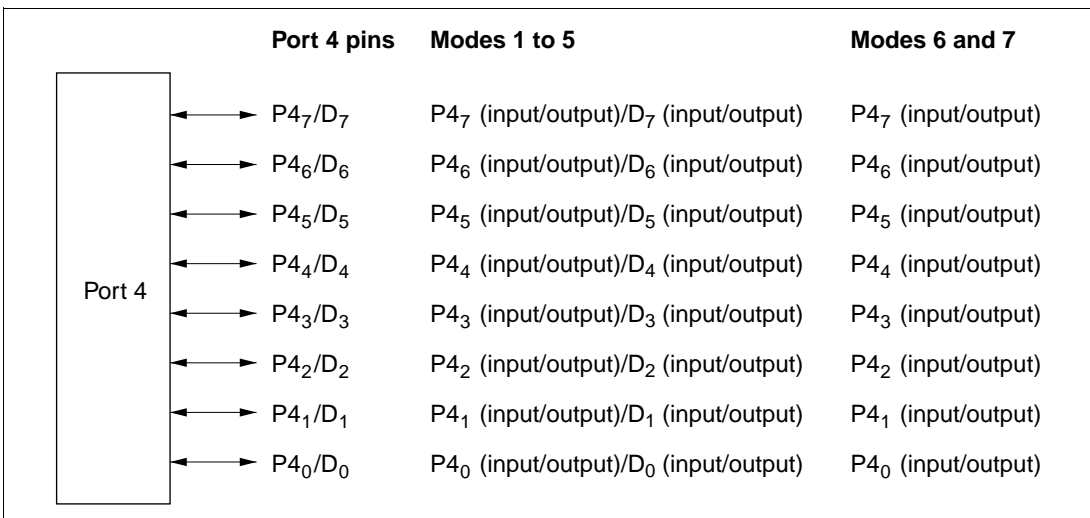 Port 4 pins Modes 1 to 5 Modes 6 and 7
P4₇/D₇ P4₇ (input/output)/D₇ (input/output) P4₇ (input/output)
P4₆/D₆ P4₆ (input/output)/D₆ (input/output) P4₆ (input/output)
P4₅/D₅ P4₅ (input/output)/D₅ (input/output) P4₅ (input/output)
P4₄/D₄ P4₄ (input/output)/D₄ (input/output) P4₄ (input/output)
Port 4
P4₃/D₃ P4₃ (input/output)/D₃ (input/output) P4₃ (input/output)
P4₂/D₂ P4₂ (input/output)/D₂ (input/output) P4₂ (input/output)
P4₁/D₁ P4₁ (input/output)/D₁ (input/output) P4₁ (input/output)
P4₀/D₀ P4₀ (input/output)/D₀ (input/output) P4₀ (input/output)